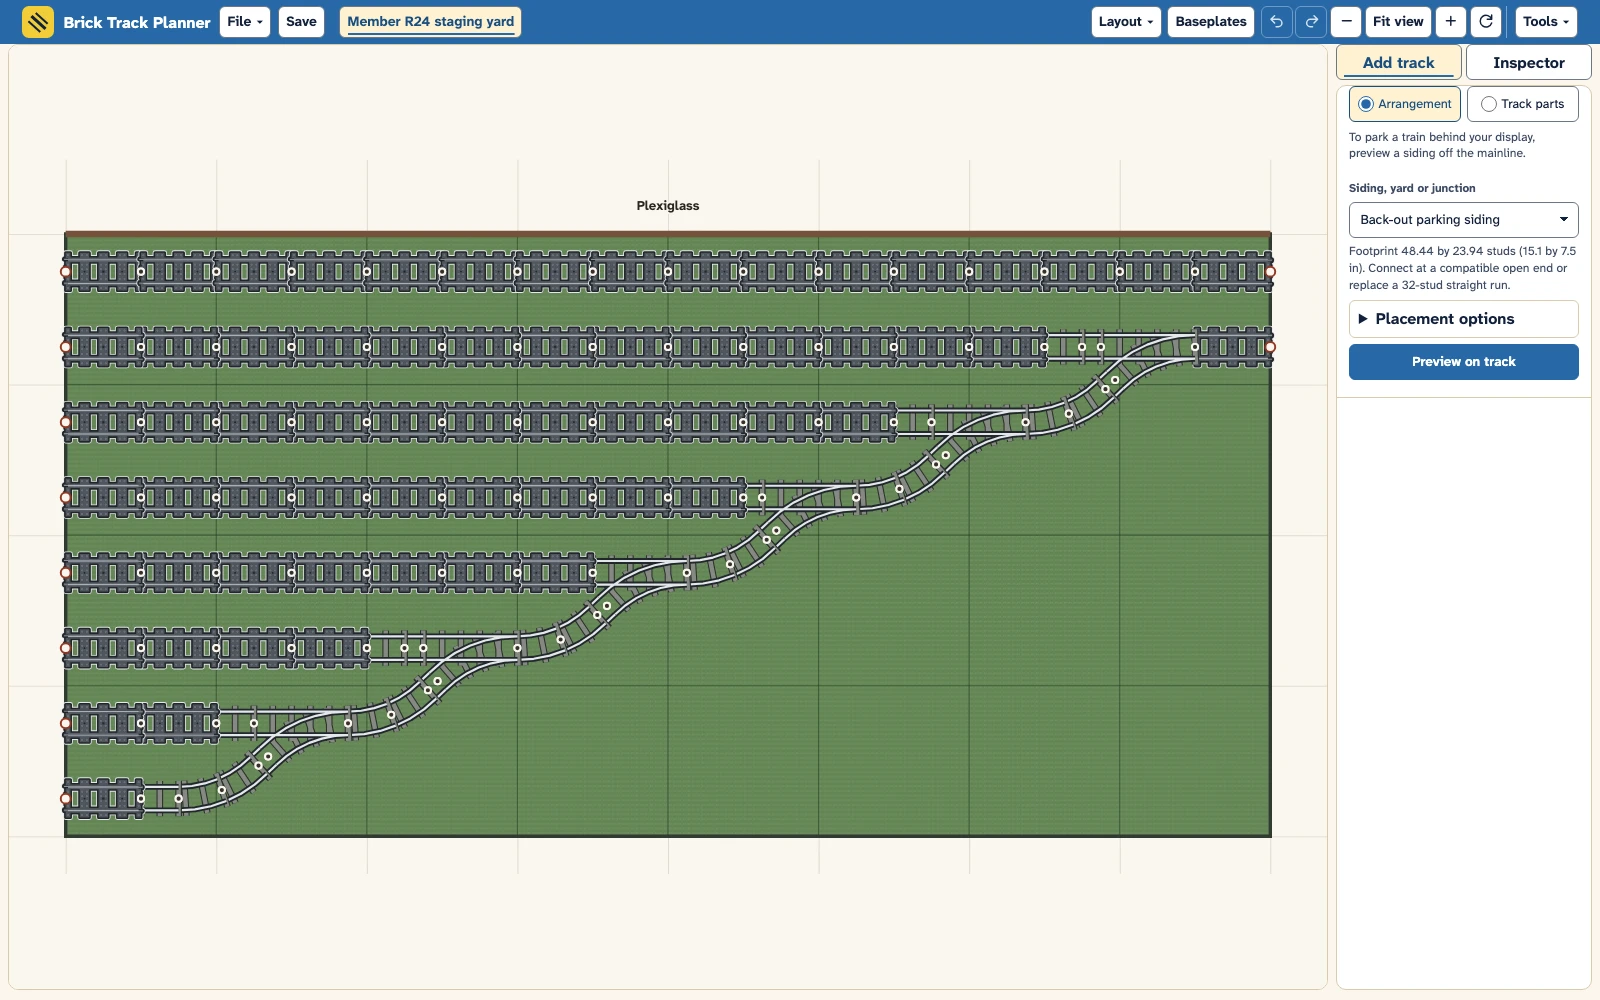 Brick Track Planner
File
Save
Member R24 staging yard
Layout
Baseplates
Fit view
Tools
Add track
Inspector
Arrangement
Track parts
To park a train behind your display,
preview a siding off the mainline.
Siding, yard or junction
Back-out parking siding
Footprint 48.44 by 23.94 studs (15.1 by 7.5
in). Connect at a compatible open end or
replace a 32-stud straight run.
Placement options
Preview on track
Plexiglass